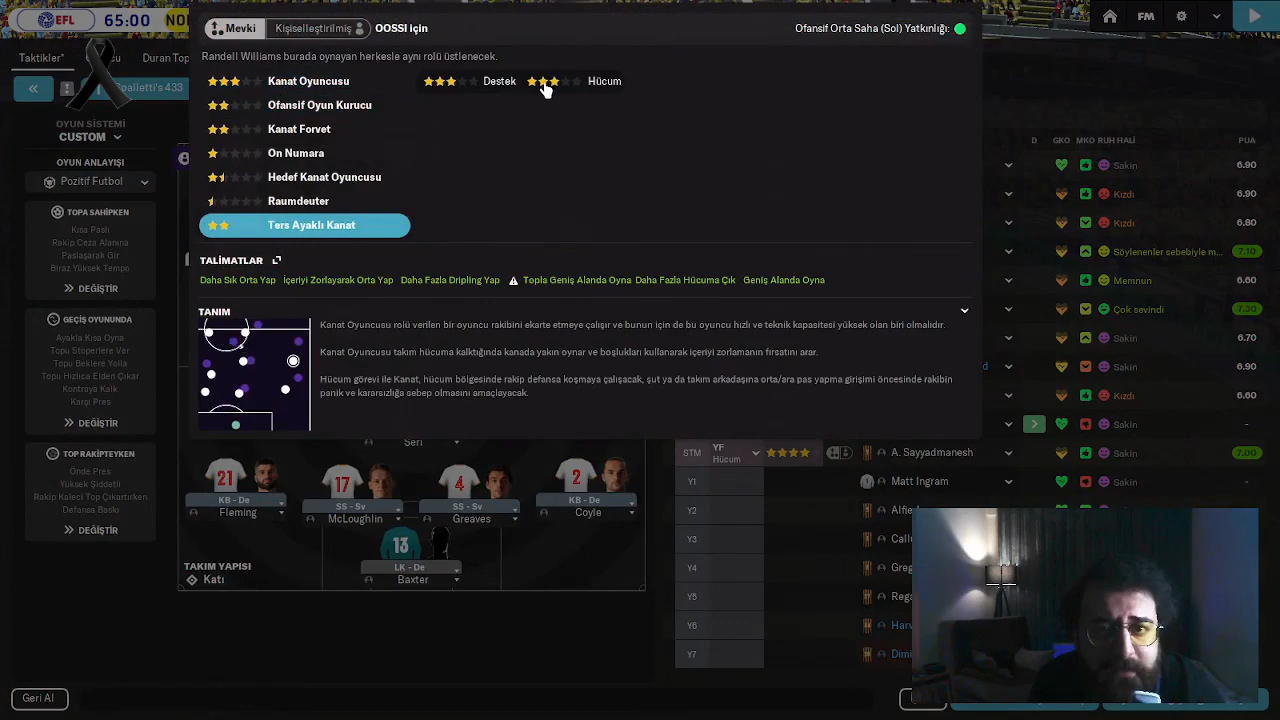 EFL 65:00
FM
Mevki Kişiselleştirilmiş OOSSI için
Ofansif Orta Saha (Sol) Yatkınlığı:
Randell Williams burada oynayan herkesle aynı rolü üstlenecek.
Kanat Oyuncusu Destek Hücum
Ofansif Oyun Kurucu
Kanat Forvet
On Numara
Hedef Kanat Oyuncusu
Raumdeuter
Ters Ayaklı Kanat
TALİMATLAR
Daha Sık Orta Yap İçeriyi Zorlayarak Orta Yap Daha Fazla Dripling Yap Topla Geniş Alanda Oyna Daha Fazla Hücuma Çık Geniş Alanda Oyna
TANIM
Kanat Oyuncusu rolü verilen bir oyuncu rakibini ekarte etmeye çalışır ve bunun için de bu oyuncu hızlı ve teknik kapasitesi yüksek olan biri olmalıdır.
Kanat Oyuncusu takım hücuma kalktığında kanada yakın oynar ve boşlukları kullanarak içeriyi zorlamanın fırsatını arar.
Hücum görevi ile Kanat, hücum bölgesinde rakip defansa koşmaya çalışacak, şut ya da takım arkadaşına orta/ara pas yapma girişimi öncesinde rakibin
panik ve kararsızlığa sebep olmasını amaçlayacak.
Taktikler*
Duran Top
Spalletti's 433
OYUN SİSTEMİ
CUSTOM
OYUN ANLAYIŞI
Pozitif Futbol
TOPA SAHİPKEN
Kısa Paslı
Rakip Ceza Alanına
Paslaşarak Gir
Biraz Yüksek Tempo
DEĞİŞTİR
GEÇİŞ OYUNUNDA
Ayakla Kısa Oyna
Topu Stoperlere Ver
Topu Beklere Yolla
Topu Hızlıca Elden Çıkar
Kontraya Kalk
Karşı Pres
DEĞİŞTİR
TOP RAKİPTEYKEN
Önde Pres
Yüksek Şiddetli
Rakip Kaleci Top Çıkartırken
Defansa Baskı
DEĞİŞTİR
Seri
21 17 4 2
KB - De SS - Sv SS - Sv KB - De
Fleming McLoughlin Greaves Coyle
13
LK - De
Baxter
TAKIM YAPISI
Katı
D GKO MKO RUH HALİ PUA
Sakin 6.90
Kızdı 6.90
Kızdı 6.80
Söylenenler sebebiyle m... 7.10
Memnun 6.60
Çok sevindi 7.30
Sakin 6.70
Sakin 6.90
Kızdı 6.60
Sakin -
STM YF Hücum A. Sayyadmanesh Sakin 7.00
Y1 Matt Ingram Sakin -
Y2 Alfie
Y3 Callu
Y4 Greg
Y5 Rega
Y6 Harv
Y7 Dimi
Geri Al